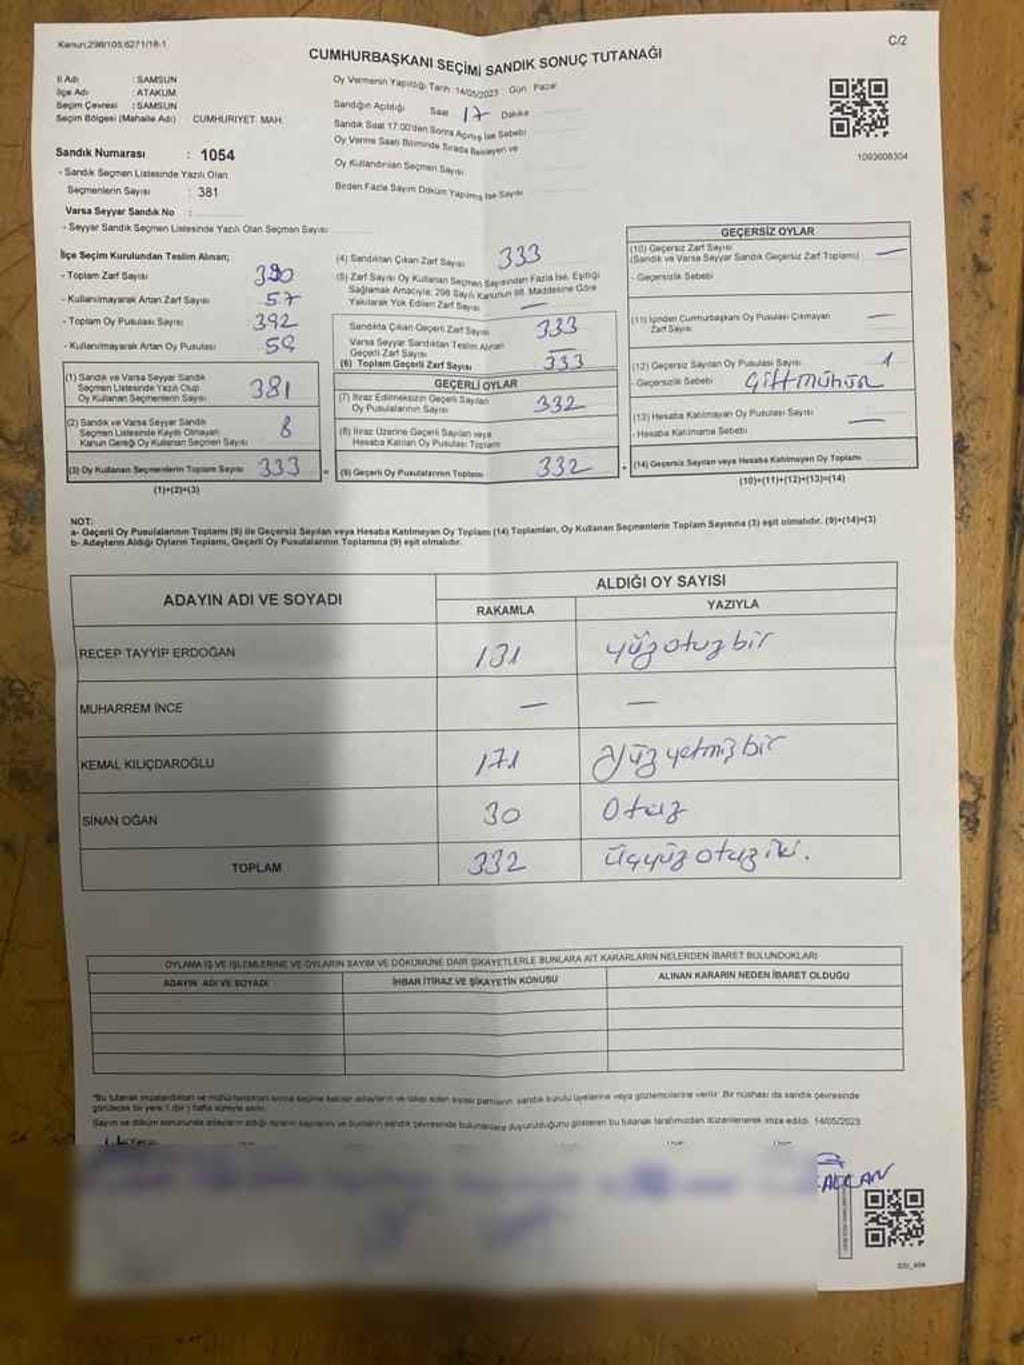 Kanun:298/105,6271/18-1
C/2
CUMHURBAŞKANI SEÇİMİ SANDIK SONUÇ TUTANAĞI
İl Adı : SAMSUN
İlçe Adı : ATAKUM
Seçim Çevresi : SAMSUN
Seçim Bölgesi (Mahalle Adı) CUMHURİYET MAH.
Sandık Numarası : 1054
- Sandık Seçmen Listesinde Yazılı Olan
Seçmenlerin Sayısı : 381
Varsa Seyyar Sandık No :
- Seyyar Sandık Seçmen Listesinde Yazılı Olan Seçmen Sayısı
Oy Vermenin Yapıldığı Tarih: 14/05/2023 Gün: Pazar
Sandığın Açıldığı Saat 17 Dakika
Sandık Saat 17:00'den Sonra Açılmış İse Sebebi
Oy Verme Saati Bitiminde Sırada Bekleyen ve
Oy Kullandırılan Seçmen Sayısı
Birden Fazla Sayım Döküm Yapılmış İse Sayısı
1093608304
İlçe Seçim Kurulundan Teslim Alınan;
- Toplam Zarf Sayısı 390
- Kullanılmayarak Artan Zarf Sayısı 57
- Toplam Oy Pusulası Sayısı 392
- Kullanılmayarak Artan Oy Pusulası 59
(1) Sandık ve Varsa Seyyar Sandık
Seçmen Listesinde Yazılı Olup
Oy Kullanan Seçmenlerin Sayısı 381
(2) Sandık ve Varsa Seyyar Sandık
Seçmen Listesinde Kayıtlı Olmayan
Kanun Gereği Oy Kullanan Seçmen Sayısı 8
(3) Oy Kullanan Seçmenlerin Toplam Sayısı 333
(1)+(2)=(3)
(4) Sandıktan Çıkan Zarf Sayısı 333
(5) Zarf Sayısı Oy Kullanan Seçmen Sayısından Fazla İse, Eşitliği
Sağlamak Amacıyla; 298 Sayılı Kanunun 98. Maddesine Göre
Yakılarak Yok Edilen Zarf Sayısı —
Sandıkta Çıkan Geçerli Zarf Sayısı 333
Varsa Seyyar Sandıktan Teslim Alınan
Geçerli Zarf Sayısı —
(6) Toplam Geçerli Zarf Sayısı 333
GEÇERLİ OYLAR
(7) İtiraz Edilmeksizin Geçerli Sayılan
Oy Pusulalarının Sayısı 332
(8) İtiraz Üzerine Geçerli Sayılan veya
Hesaba Katılan Oy Pusulası Toplamı
(9) Geçerli Oy Pusulalarının Toplamı 332
GEÇERSİZ OYLAR
(10) Geçersiz Zarf Sayısı
(Sandık ve Varsa Seyyar Sandık Geçersiz Zarf Toplamı) —
- Geçersizlik Sebebi
(11) İçinden Cumhurbaşkanı Oy Pusulası Çıkmayan
Zarf Sayısı —
(12) Geçersiz Sayılan Oy Pusulası Sayısı 1
- Geçersizlik Sebebi Çift mühür
(13) Hesaba Katılmayan Oy Pusulası Sayısı —
- Hesaba Katılmama Sebebi
(14) Geçersiz Sayılan veya Hesaba Katılmayan Oy Toplamı
(10)+(11)+(12)+(13)=(14)
NOT:
a- Geçerli Oy Pusulalarının Toplamı (9) ile Geçersiz Sayılan veya Hesaba Katılmayan Oy Toplam (14) Toplamları, Oy Kullanan Seçmenlerin Toplam Sayısına (3) eşit olmalıdır. (9)+(14)=(3)
b- Adayların Aldığı Oyların Toplamı, Geçerli Oy Pusulalarının Toplamına (9) eşit olmalıdır.
ADAYIN ADI VE SOYADI ALDIĞI OY SAYISI
RAKAMLA YAZIYLA
RECEP TAYYİP ERDOĞAN 131 yüzotuzbir
MUHARREM İNCE — —
KEMAL KILIÇDAROĞLU 171 yüzyetmişbir
SİNAN OĞAN 30 Otuz
TOPLAM 332 üçyüzotuziki.
OYLAMA İŞ VE İŞLEMLERİNE VE OYLARIN SAYIM VE DÖKÜMÜNE DAİR ŞİKAYETLERLE BUNLARA AİT KARARLARIN NELERDEN İBARET BULUNDUKLARI
ADAYIN ADI VE SOYADI İHBAR İTİRAZ VE ŞİKAYETİN KONUSU ALINAN KARARIN NEDEN İBARET OLDUĞU